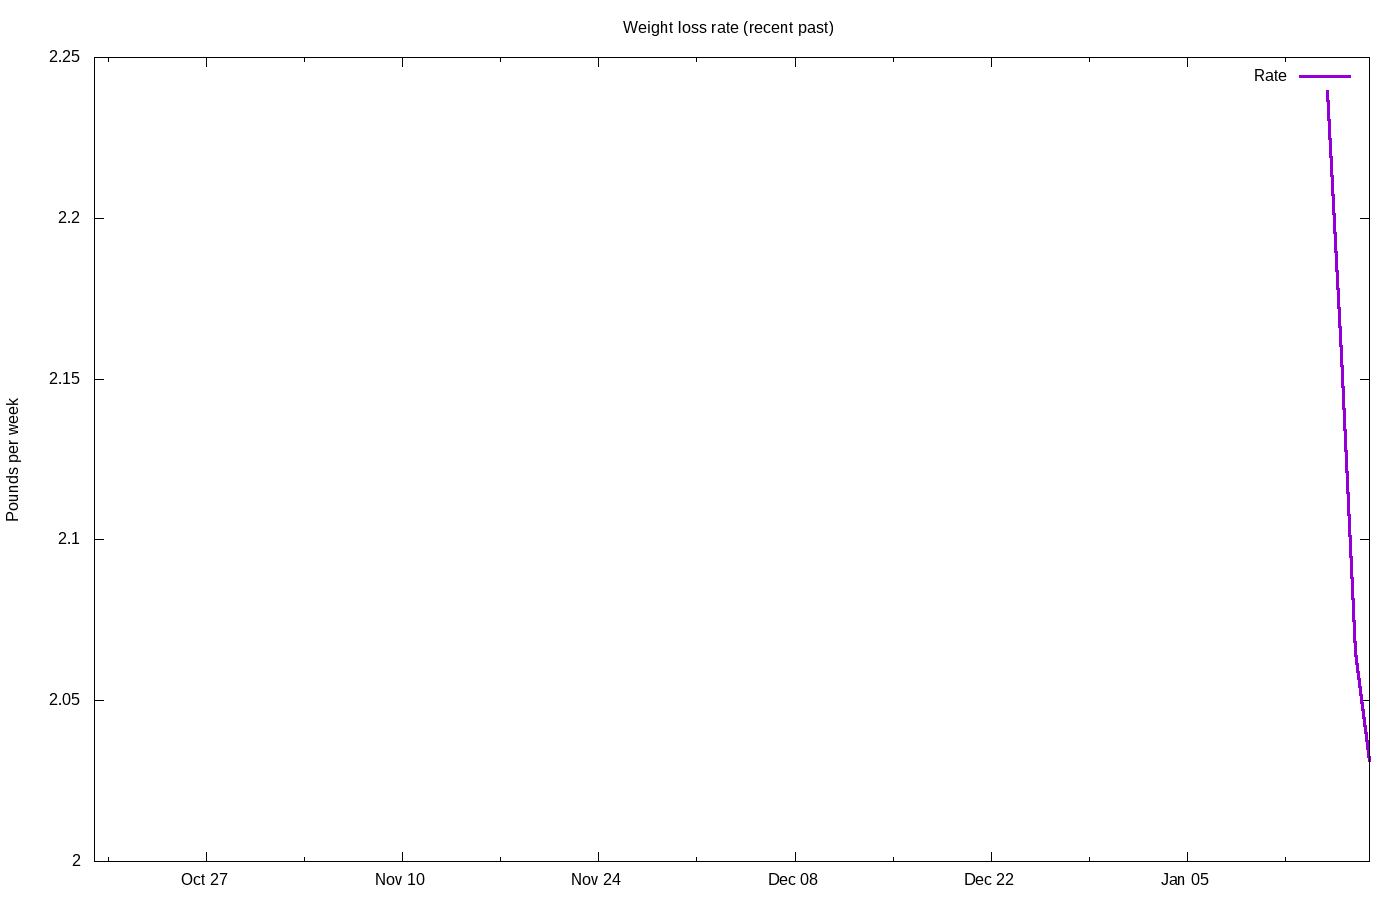 Weight loss rate (recent past)
2.25
Rate
2.2
2.15
Pounds per week
2.1
2.05
2
Oct 27 Nov 10 Nov 24 Dec 08 Dec 22 Jan 05